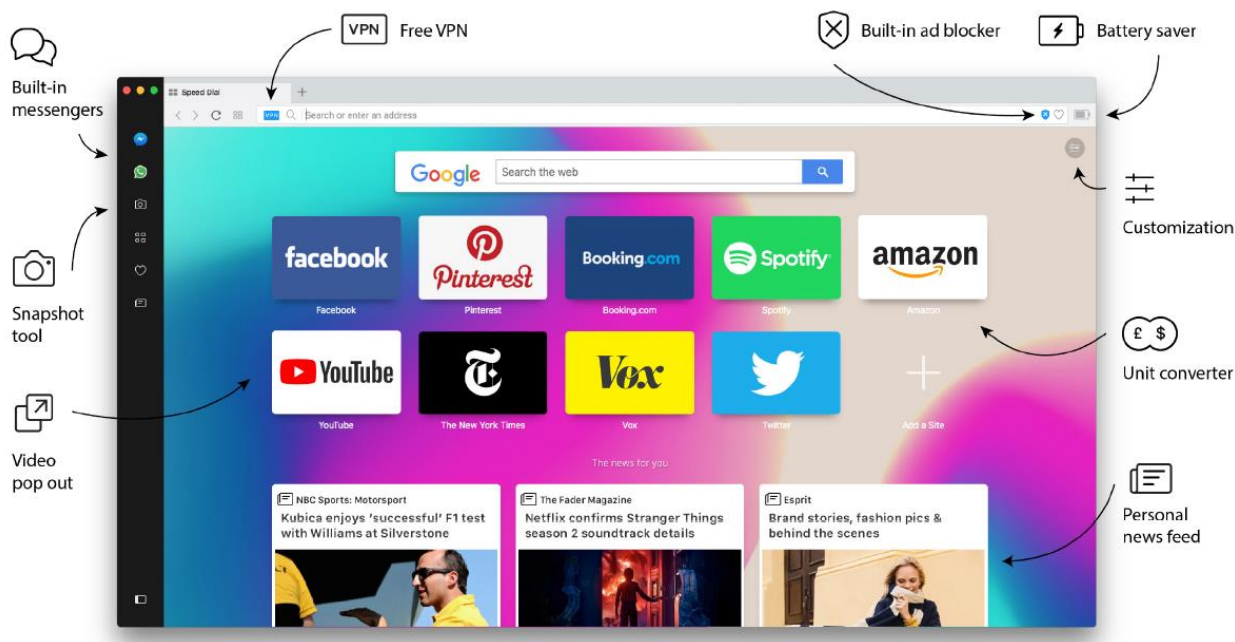 VPN Free VPN
Built-in ad blocker
Battery saver
Built-in
messengers
Speed Dial
VPN Search or enter an address
Google Search the web
Customization
facebook
Pinterest
Booking.com
Spotify
amazon
Facebook
Pinterest
Booking.com
Spotify
Amazon
Snapshot
tool
£ $
Unit converter
YouTube
Vox
YouTube
The New York Times
Vox
Twitter
Add a Site
Video
pop out
The news for you
NBC Sports: Motorsport
Kubica enjoys 'successful' F1 test
with Williams at Silverstone
The Fader Magazine
Netflix confirms Stranger Things
season 2 soundtrack details
Esprit
Brand stories, fashion pics &
behind the scenes
Personal
news feed